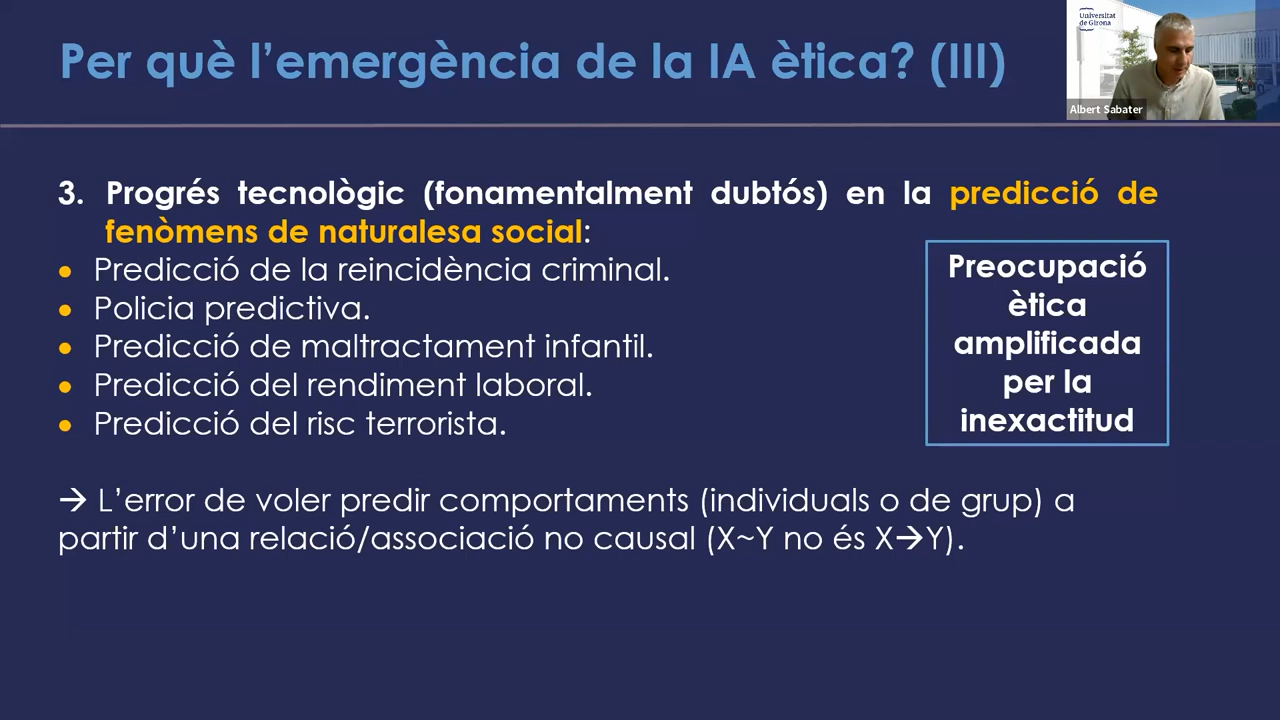 Per què l’emergència de la IA ètica? (III)
Universitat
de Girona
Albert Sabater
3. Progrés tecnològic (fonamentalment dubtós) en la predicció de
fenòmens de naturalesa social:
• Predicció de la reincidència criminal.
• Policia predictiva.
• Predicció de maltractament infantil.
• Predicció del rendiment laboral.
• Predicció del risc terrorista.
Preocupació
ètica
amplificada
per la
inexactitud
→ L’error de voler predir comportaments (individuals o de grup) a
partir d’una relació/associació no causal (X~Y no és X→Y).